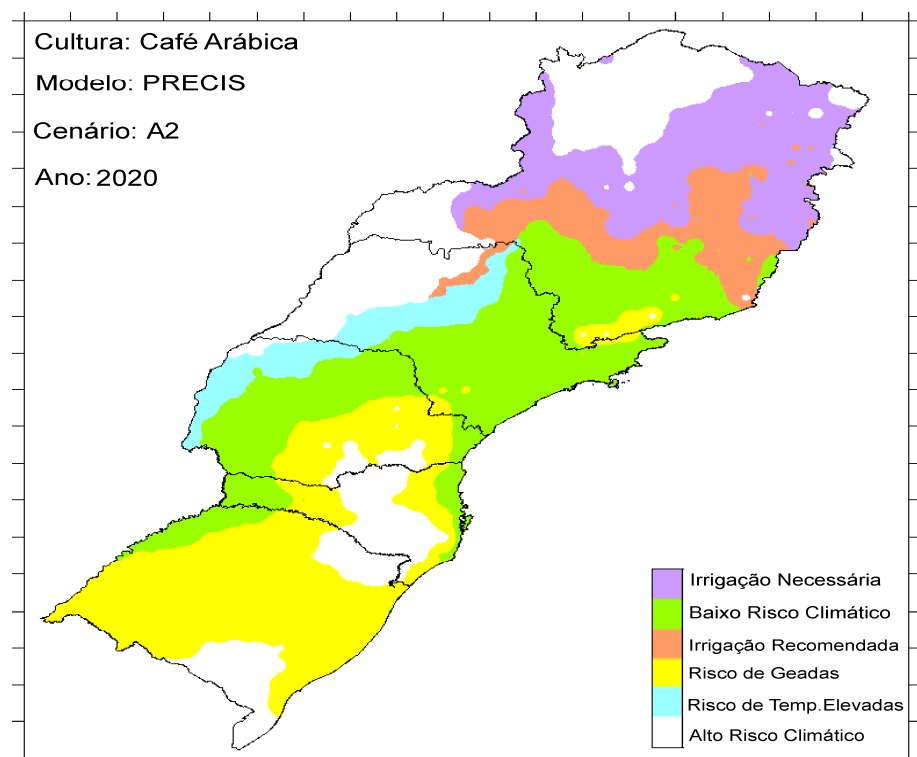 Cultura: Café Arábica
Modelo: PRECIS
Cenário: A2
Ano: 2020
Irrigação Necessária
Baixo Risco Climático
Irrigação Recomendada
Risco de Geadas
Risco de Temp.Elevadas
Alto Risco Climático